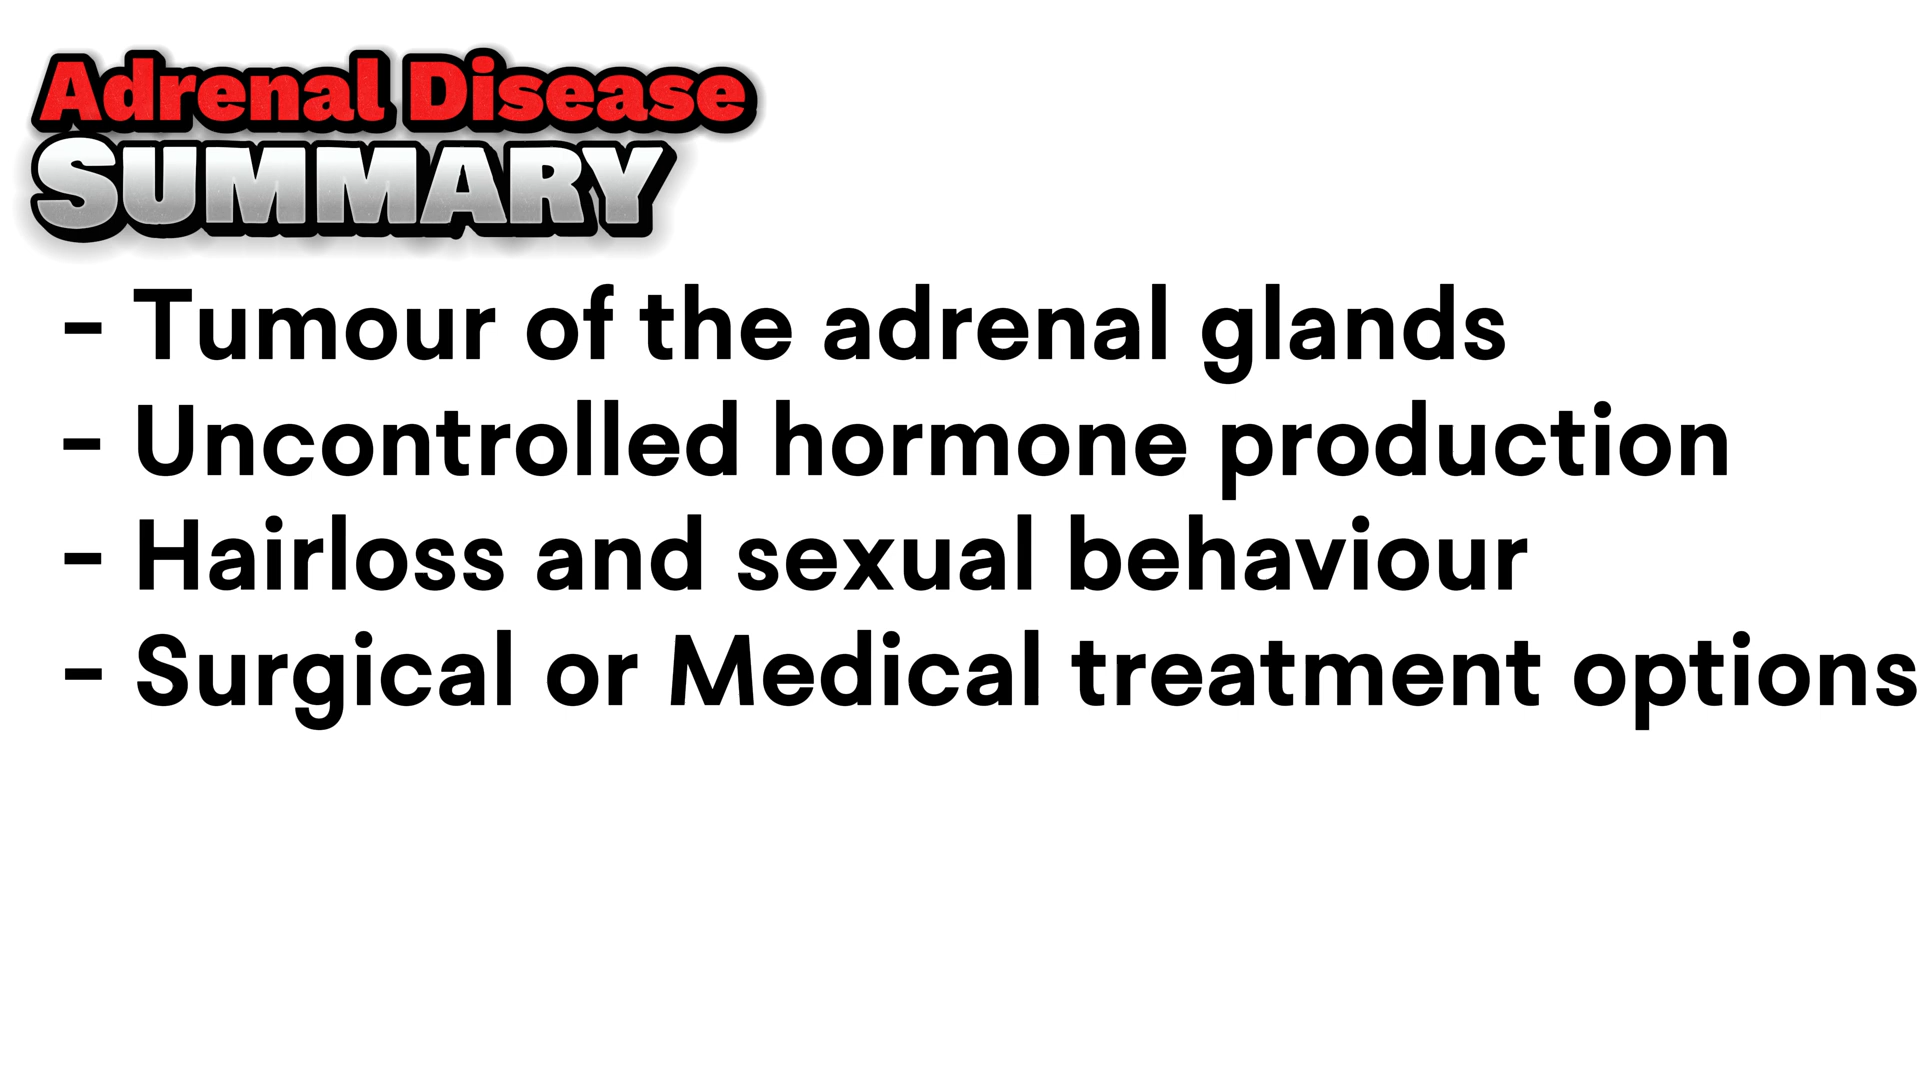 Adrenal Disease
SUMMARY
- Tumour of the adrenal glands
- Uncontrolled hormone production
- Hairloss and sexual behaviour
- Surgical or Medical treatment options